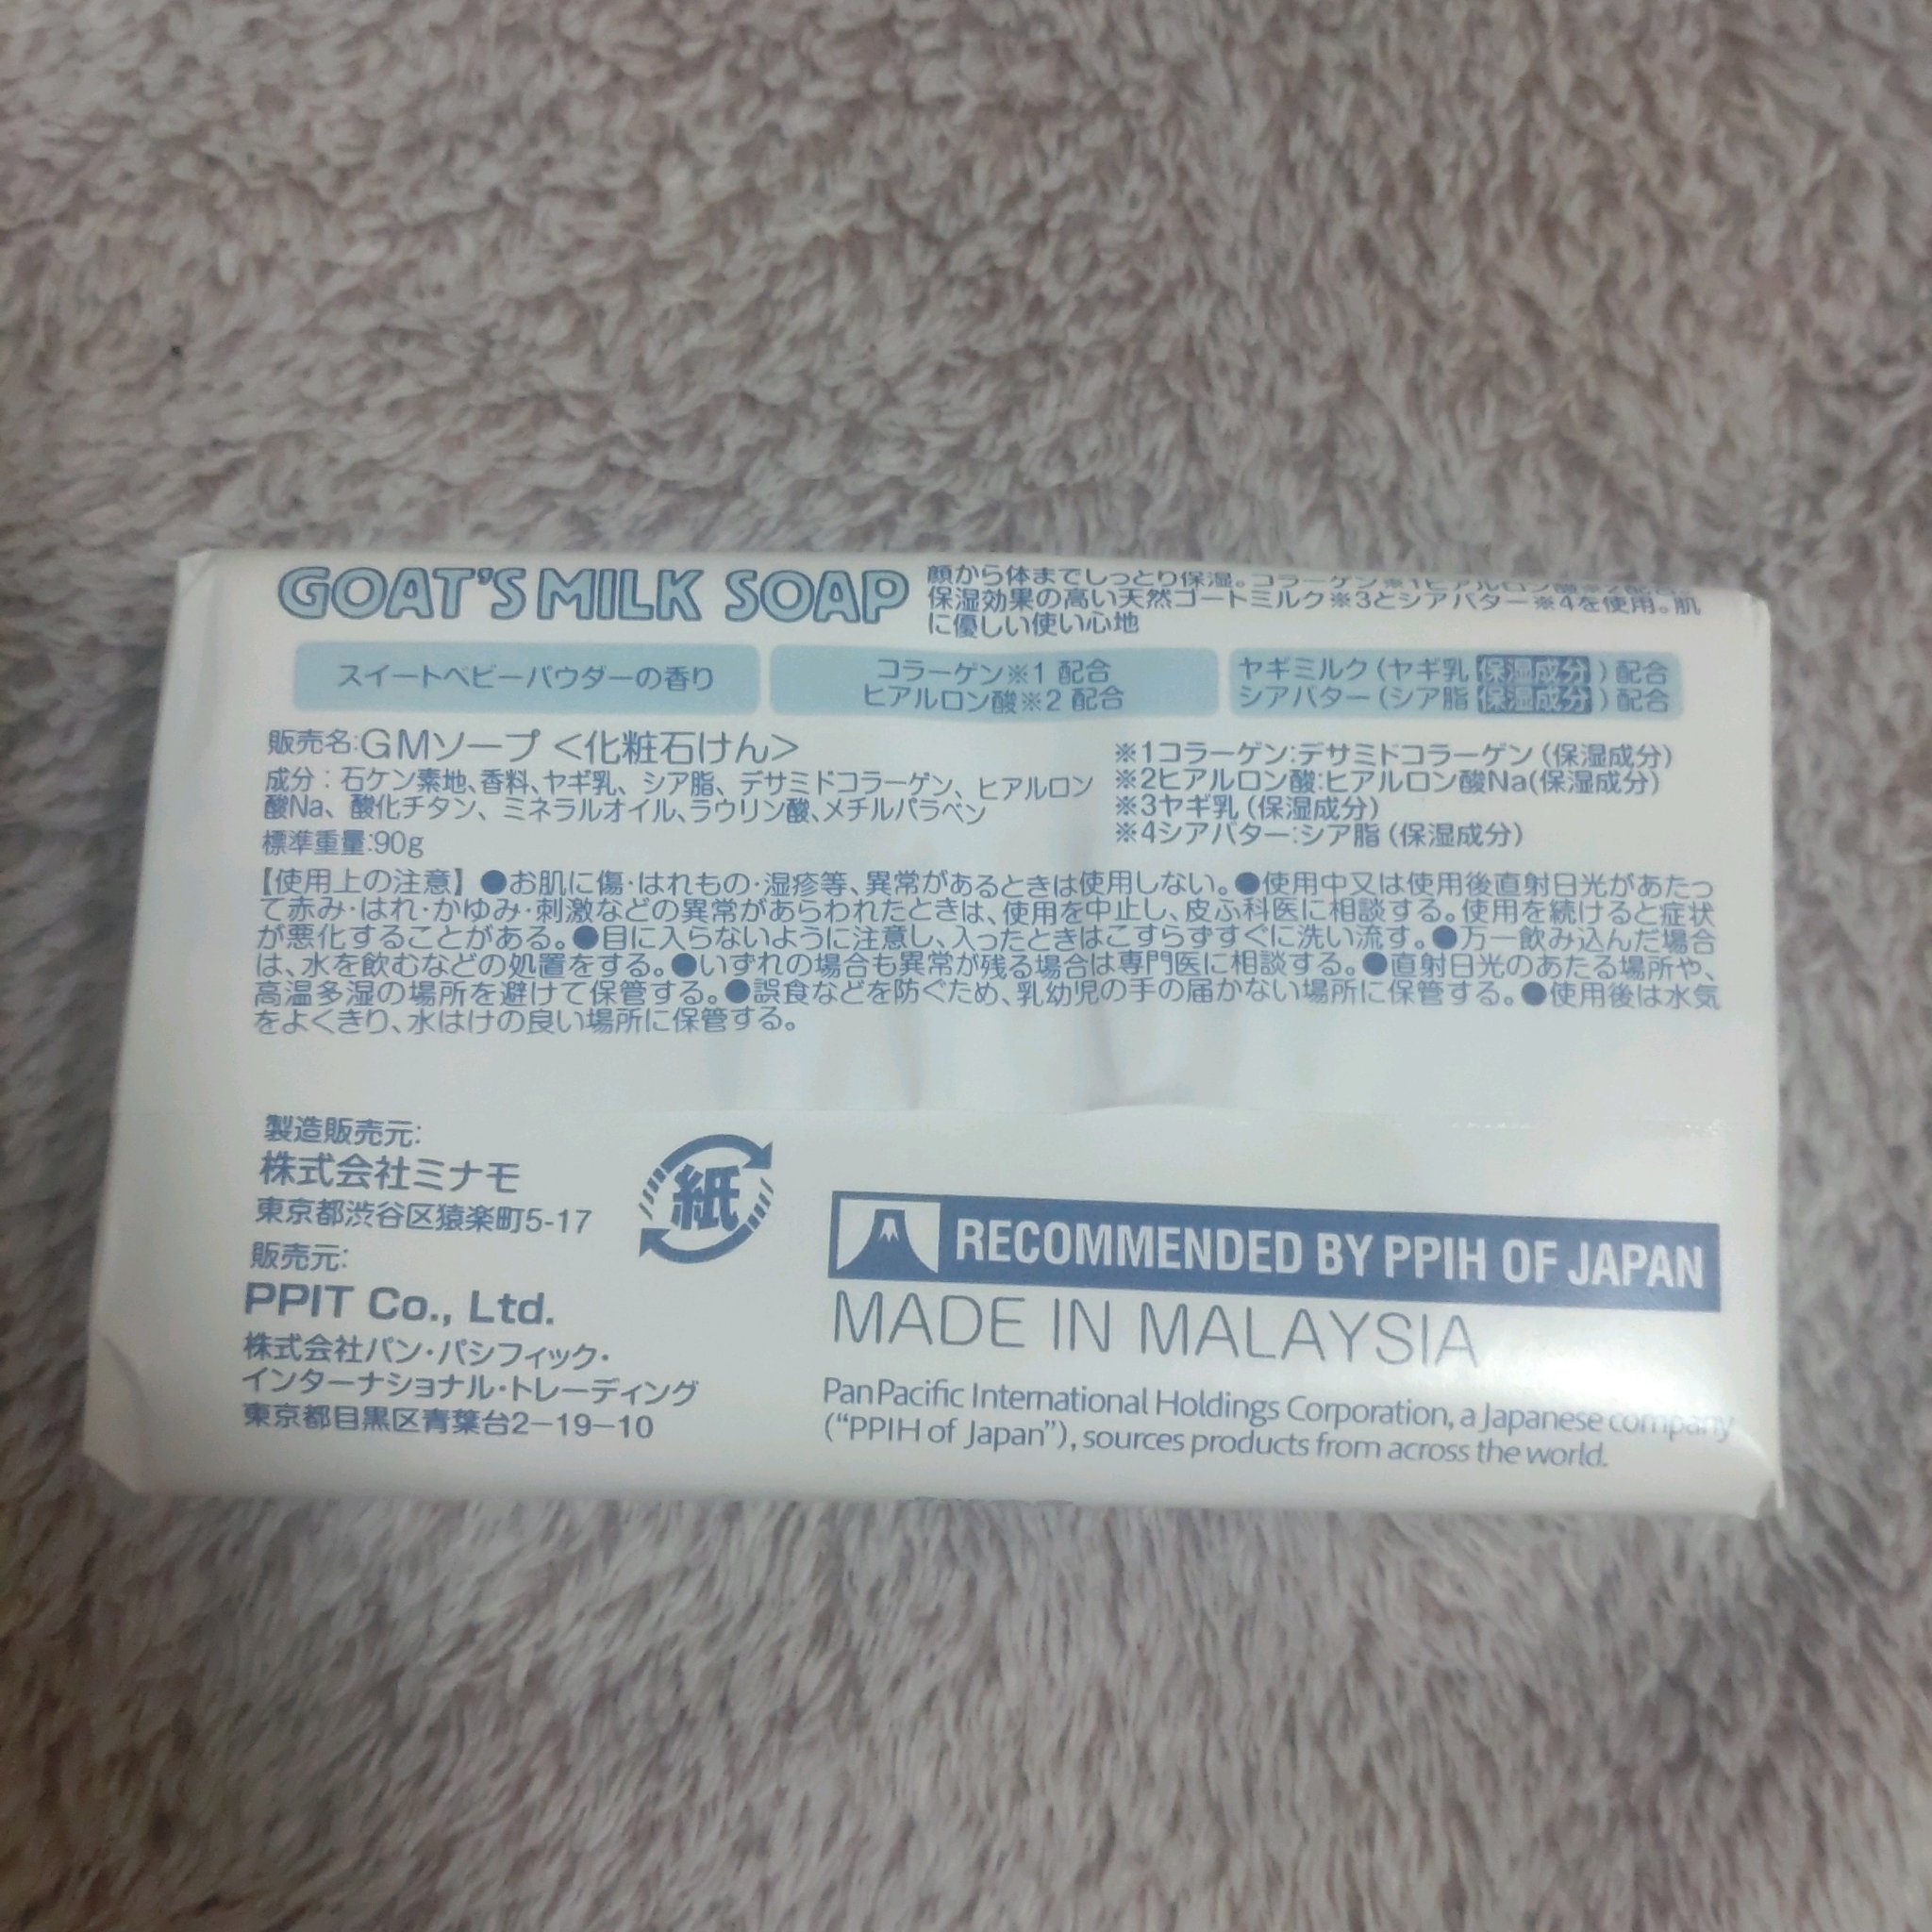 GOAT'S MILK SOAP
顔から体までしっとり保湿。コラーゲン※1ヒアルロン酸※2配合。
保湿効果の高い天然ゴートミルク※3とシアバター※4を使用。肌
に優しい使い心地
スイートベビーパウダーの香り
コラーゲン※1 配合
ヒアルロン酸※2 配合
ヤギミルク(ヤギ乳 保湿成分)配合
シアバター(シア脂 保湿成分)配合
販売名:GMソープ<化粧石けん>
成分:石ケン素地、香料、ヤギ乳、シア脂、デサミドコラーゲン、ヒアルロン
酸Na、酸化チタン、ミネラルオイル、ラウリン酸、メチルパラベン
標準重量:90g
※1コラーゲン:デサミドコラーゲン(保湿成分)
※2ヒアルロン酸:ヒアルロン酸Na(保湿成分)
※3ヤギ乳(保湿成分)
※4シアバター:シア脂(保湿成分)
【使用上の注意】●お肌に傷・はれもの・湿疹等、異常があるときは使用しない。●使用中又は使用後直射日光があたっ
て赤み・はれ・かゆみ・刺激などの異常があらわれたときは、使用を中止し、皮ふ科医に相談する。使用を続けると症状
が悪化することがある。●目に入らないように注意し、入ったときはこすらずすぐに洗い流す。●万一飲み込んだ場合
は、水を飲むなどの処置をする。●いずれの場合も異常が残る場合は専門医に相談する。●直射日光のあたる場所や、
高温多湿の場所を避けて保管する。●誤食などを防ぐため、乳幼児の手の届かない場所に保管する。●使用後は水気
をよくきり、水はけの良い場所に保管する。
製造販売元:
株式会社ミナモ
東京都渋谷区猿楽町5-17
販売元:
PPIT Co., Ltd.
株式会社パン・パシフィック・
インターナショナル・トレーディング
東京都目黒区青葉台2-19-10
紙
RECOMMENDED BY PPIH OF JAPAN
MADE IN MALAYSIA
Pan Pacific International Holdings Corporation, a Japanese company
("PPIH of Japan"), sources products from across the world.